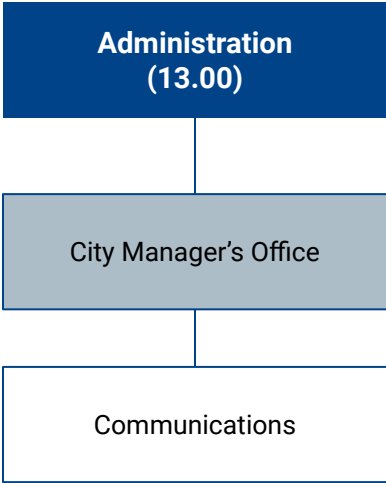 Administration
(13.00)
City Manager’s Office
Communications